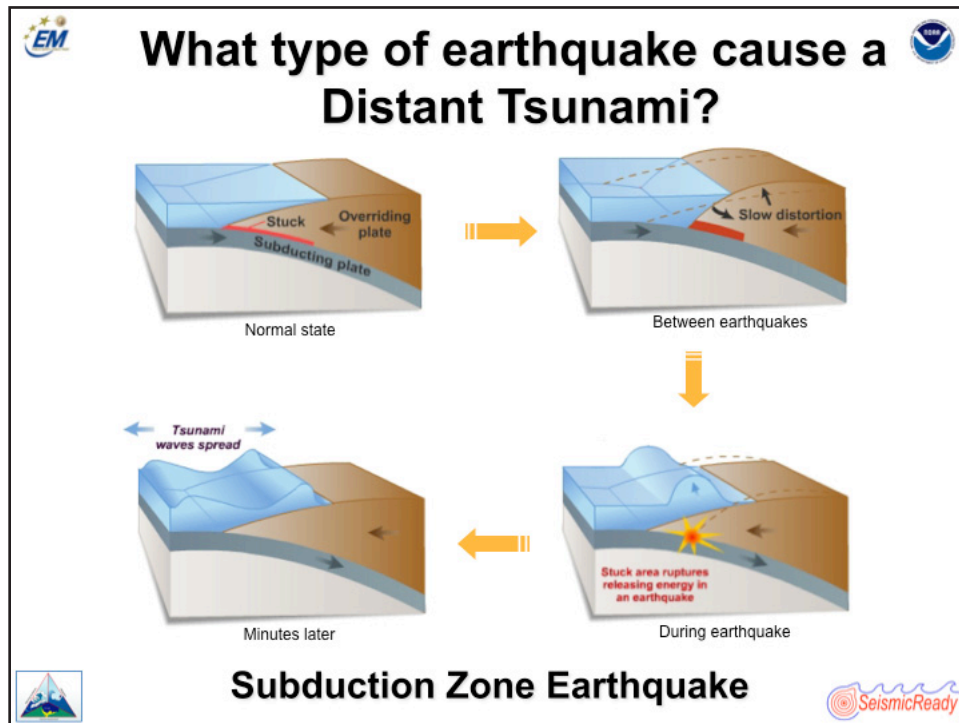 EM
What type of earthquake cause a
Distant Tsunami?
NOAA
Stuck
Overriding
plate
Subducting plate
Normal state
Slow distortion
Between earthquakes
Tsunami
waves spread
Minutes later
Stuck area ruptures
releasing energy in
an earthquake
During earthquake
Subduction Zone Earthquake
SeismicReady